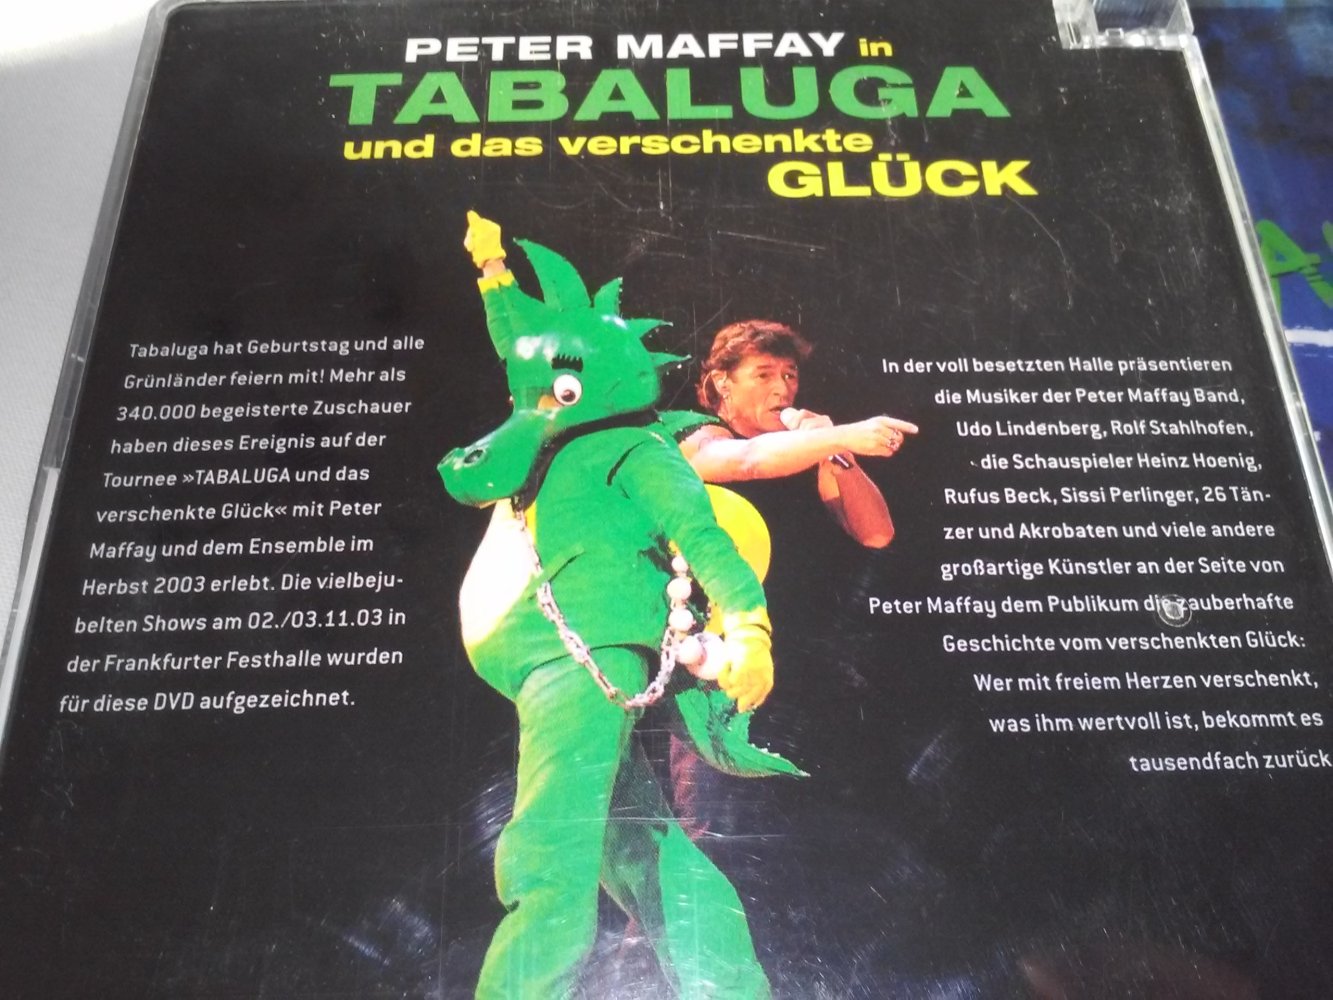 PETER MAFFAY in
TABALUGA
und das verschenkte
GLÜCK
Tabaluga hat Geburtstag und alle
Grünländer feiern mit! Mehr als
340.000 begeisterte Zuschauer
haben dieses Ereignis auf der
Tournee »TABALUGA und das
verschenkte Glück« mit Peter
Maffay und dem Ensemble im
Herbst 2003 erlebt. Die vielbeju-
belten Shows am 02./03.11.03 in
der Frankfurter Festhalle wurden
für diese DVD aufgezeichnet.
In der voll besetzten Halle präsentieren
die Musiker der Peter Maffay Band,
Udo Lindenberg, Rolf Stahlhofen,
die Schauspieler Heinz Hoenig,
Rufus Beck, Sissi Perlinger, 26 Tän-
zer und Akrobaten und viele andere
großartige Künstler an der Seite von
Peter Maffay dem Publikum die zauberhafte
Geschichte vom verschenkten Glück:
Wer mit freiem Herzen verschenkt,
was ihm wertvoll ist, bekommt es
tausendfach zurück